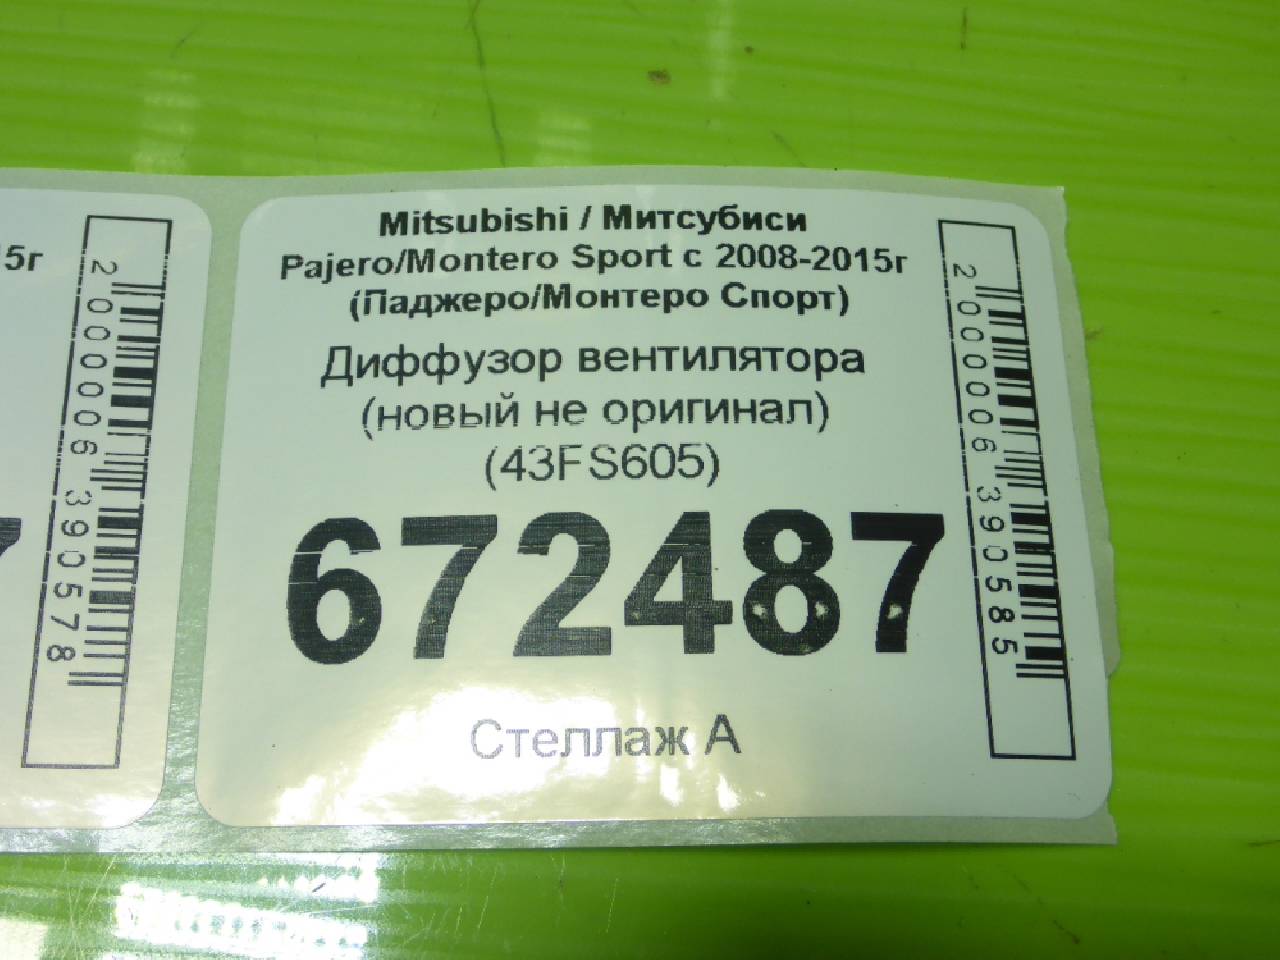 5г
2000006390578
7
Mitsubishi / Митсубиси
Pajero/Montero Sport с 2008-2015г
(Паджеро/Монтеро Спорт)
Диффузор вентилятора
(новый не оригинал)
(43FS605)
672487
Стеллаж А
2000006390585